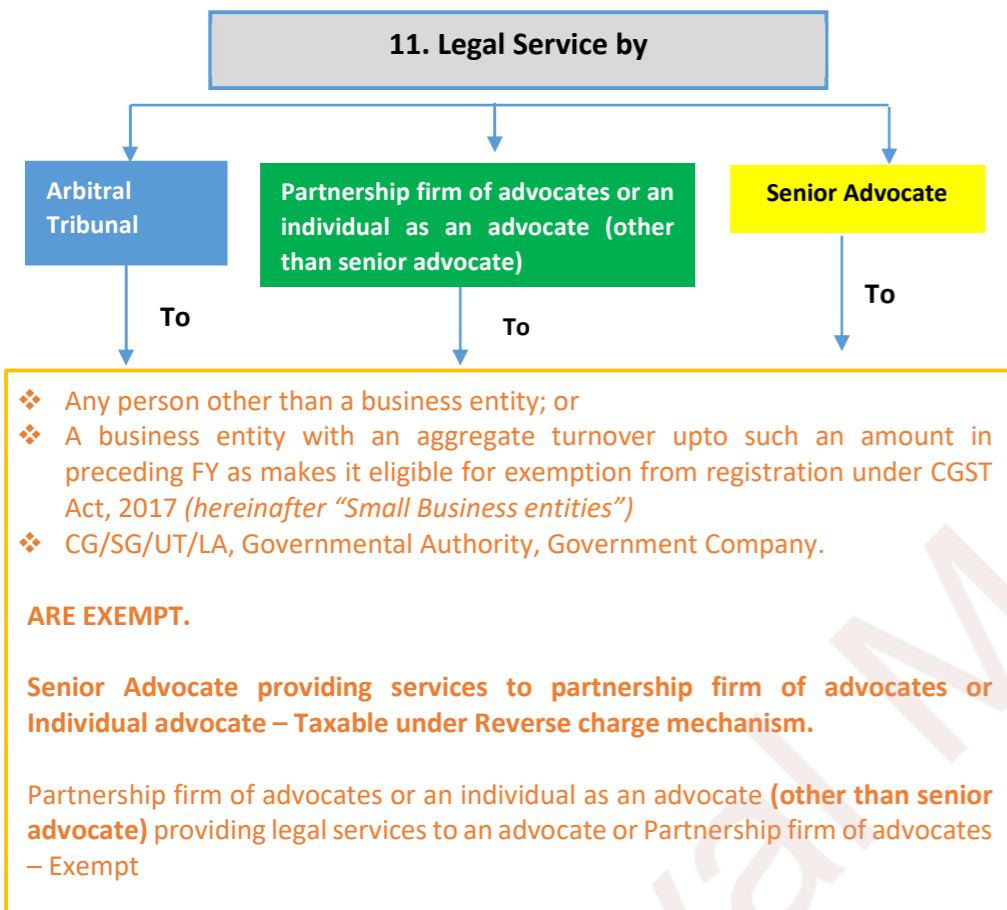 11. Legal Service by
Arbitral
Tribunal
Partnership firm of advocates or an
individual as an advocate (other
than senior advocate)
Senior Advocate
To
To
To
❖ Any person other than a business entity; or
❖ A business entity with an aggregate turnover upto such an amount in
preceding FY as makes it eligible for exemption from registration under CGST
Act, 2017 (hereinafter “Small Business entities”)
❖ CG/SG/UT/LA, Governmental Authority, Government Company.
ARE EXEMPT.
Senior Advocate providing services to partnership firm of advocates or
Individual advocate – Taxable under Reverse charge mechanism.
Partnership firm of advocates or an individual as an advocate (other than senior
advocate) providing legal services to an advocate or Partnership firm of advocates
– Exempt